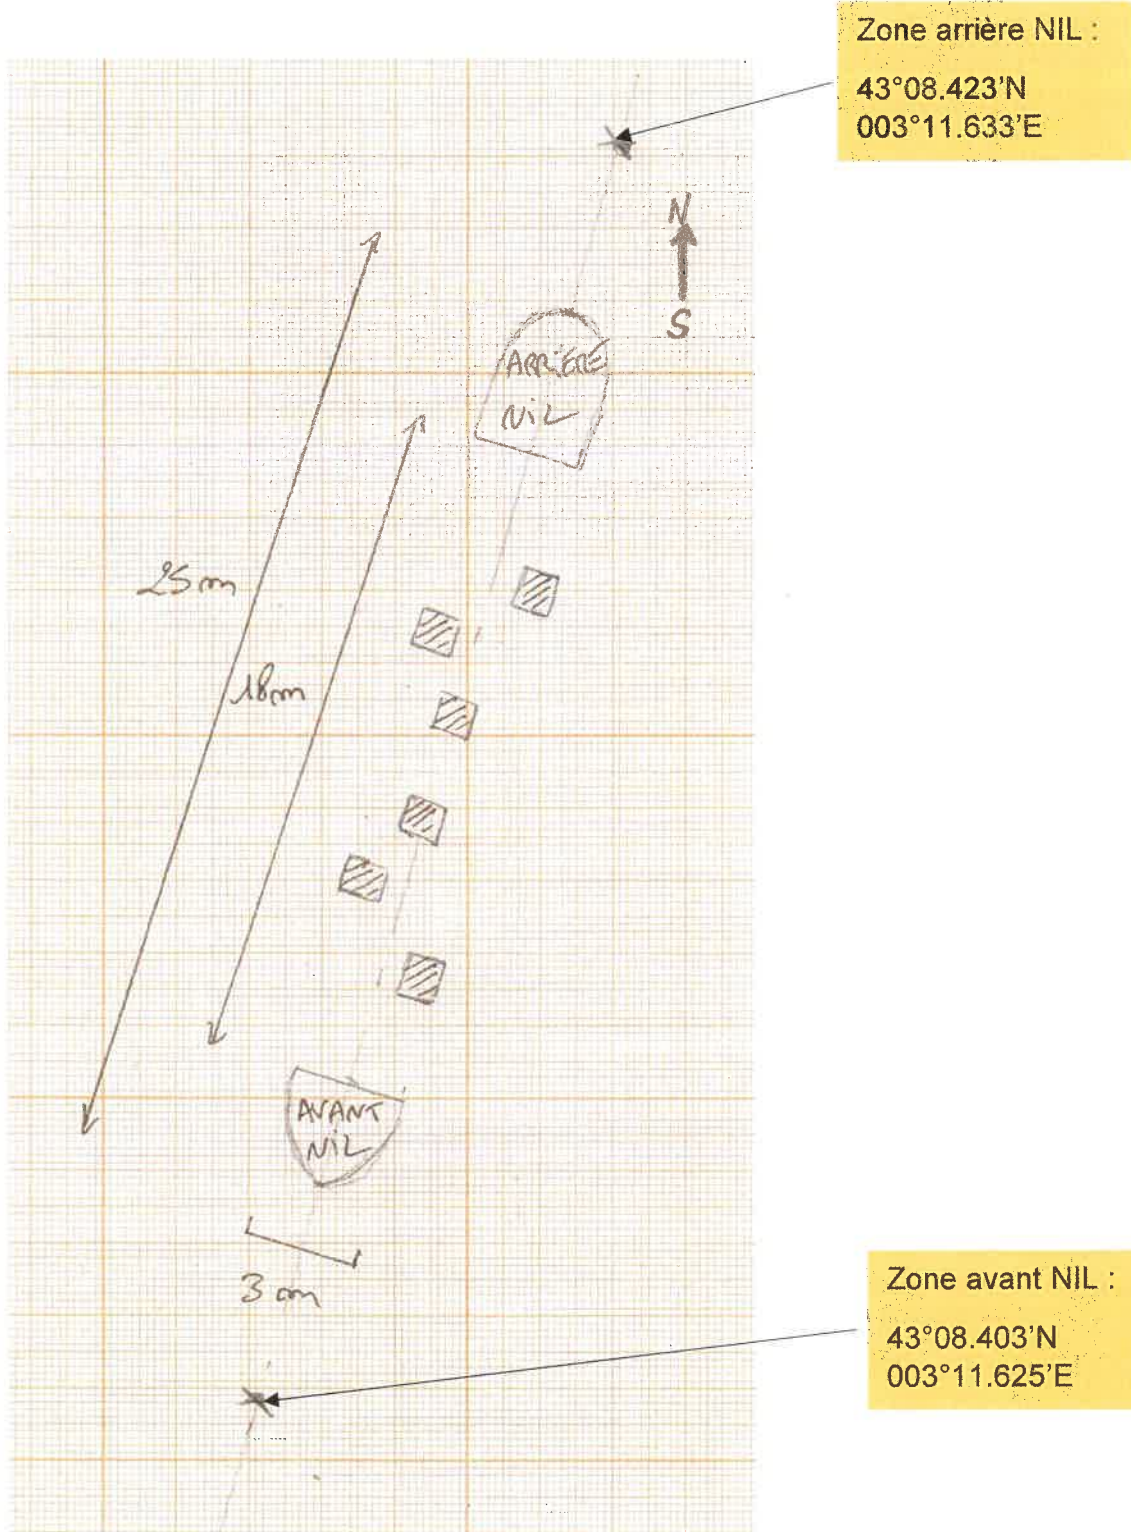 Zone arrière NIL :
43°08.423'N
003°11.633'E
N
S
ARRIÈRE
NIL
25m
18m
AVANT
NIL
3 cm
Zone avant NIL :
43°08.403'N
003°11.625'E